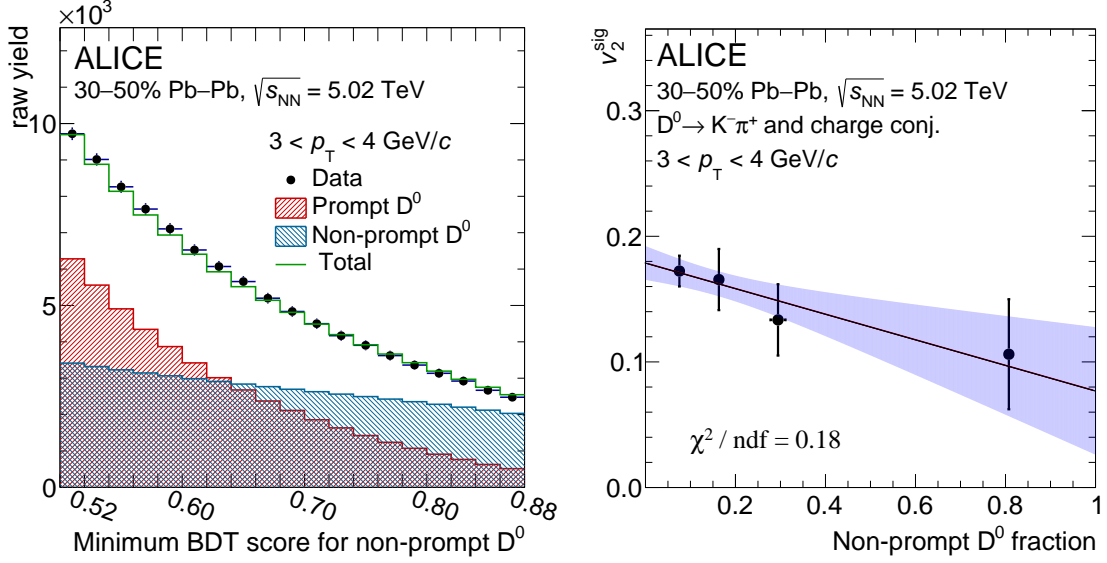 ×10³
raw yield
ALICE
30–50% Pb–Pb, √sNN = 5.02 TeV
3 < pT < 4 GeV/c
Data
Prompt D⁰
Non-prompt D⁰
Total
10
5
0
0.52 0.60 0.70 0.80 0.88
Minimum BDT score for non-prompt D⁰
v₂^sig
ALICE
30–50% Pb–Pb, √sNN = 5.02 TeV
D⁰→ K⁻π⁺ and charge conj.
3 < pT < 4 GeV/c
0.3
0.2
0.1
0.0
χ² / ndf = 0.18
0.2 0.4 0.6 0.8 1
Non-prompt D⁰ fraction